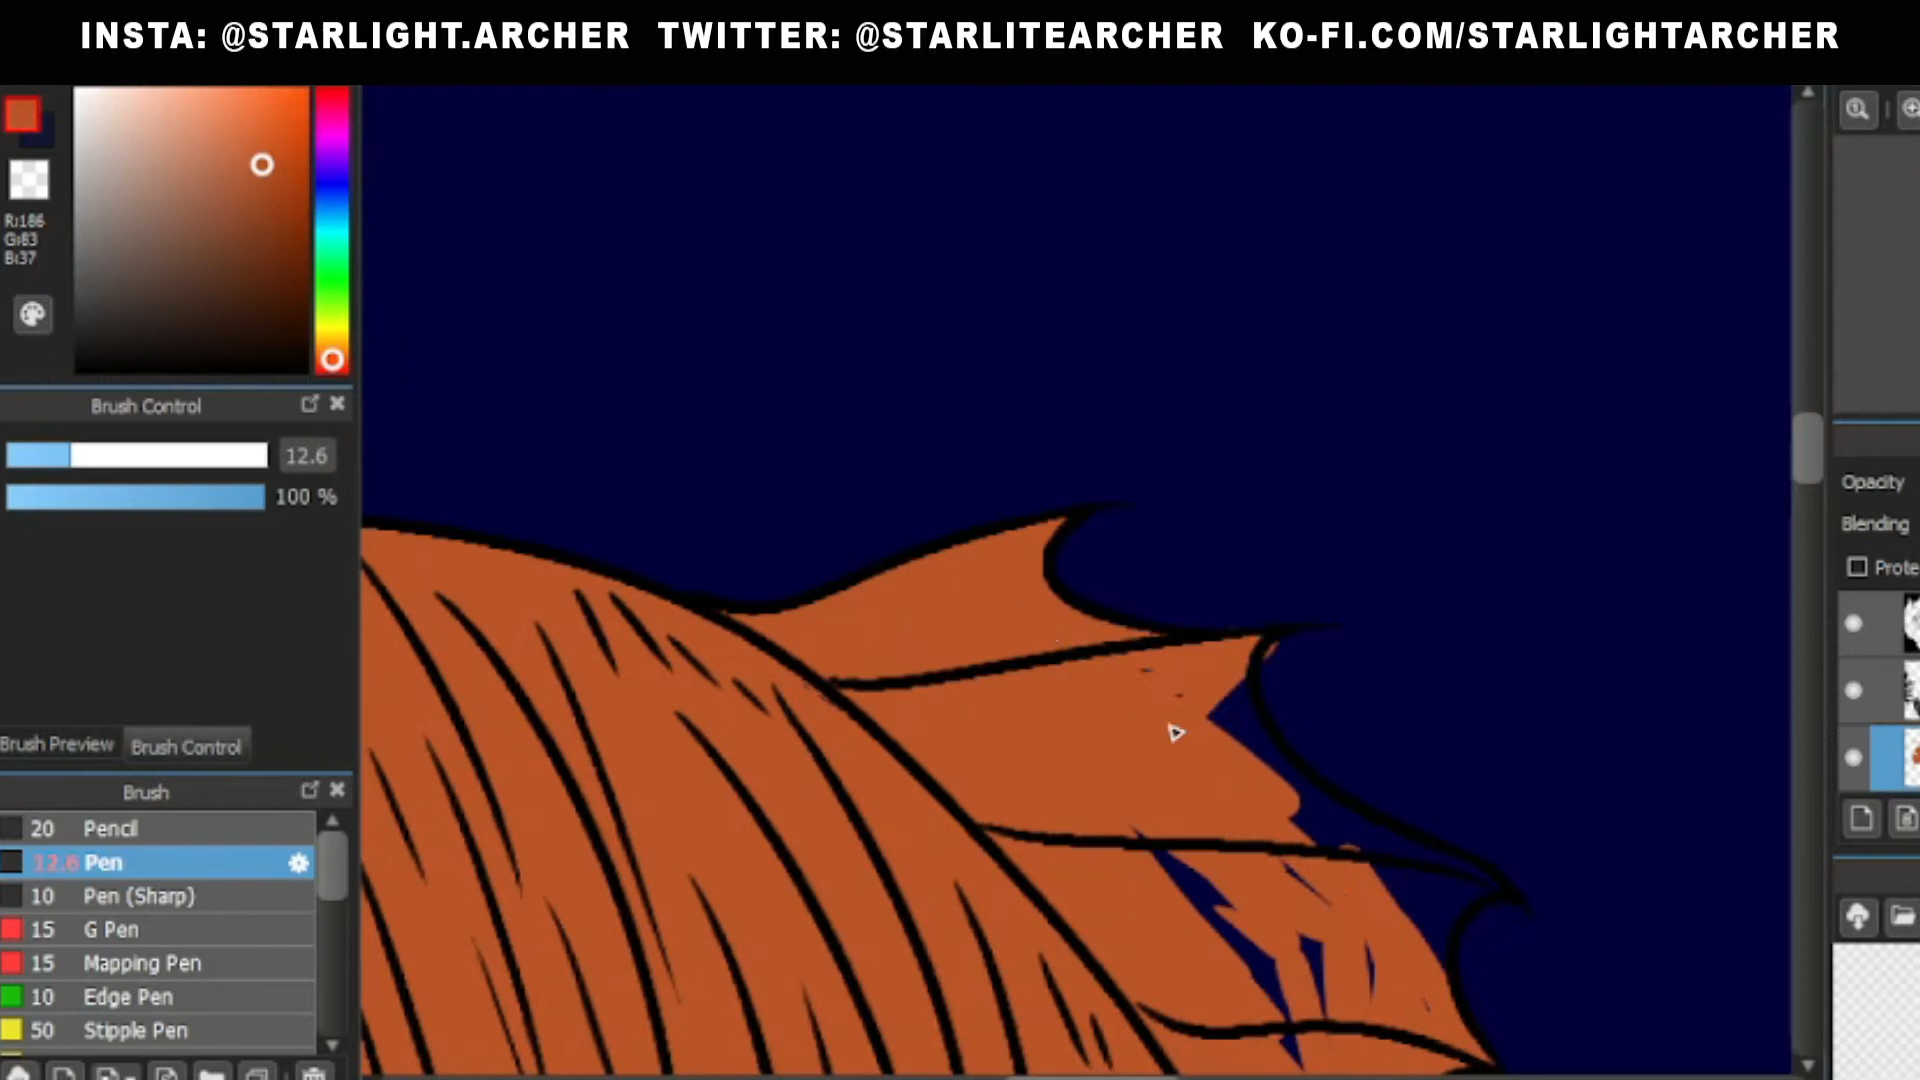 INSTA: @STARLIGHT.ARCHER TWITTER: @STARLITEARCHER KO-FI.COM/STARLIGHTARCHER
R:186
G:83
B:37
Brush Control
12.6
100 %
Opacity
Blending
Prote
Brush Preview
Brush Control
Brush
20 Pencil
12.6 Pen
10 Pen (Sharp)
15 G Pen
15 Mapping Pen
10 Edge Pen
50 Stipple Pen